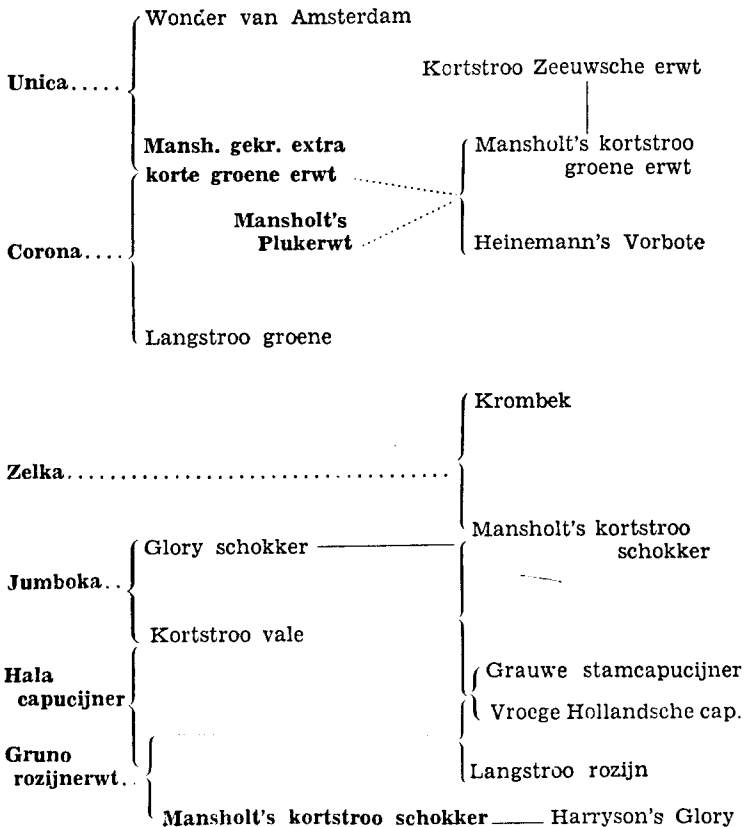 Wonder van Amsterdam
Kortstroo Zeeuwsche erwt
Unica.....
Mansh. gekr. extra
korte groene erwt
Mansholt's kortstroo
groene erwt
Mansholt's
Plukerwt
Corona....
Heinemann's Vorbote
Langstroo groene
Krombek
Zelka
Mansholt's kortstroo
schokker
Glory schokker
Jumboka..
Kortstroo vale
Hala
capucijner
Grauwe stamcapucijner
Vroege Hollandsche cap.
Gruno
rozijnerwt..
Langstroo rozijn
Mansholt's kortstroo schokker
Harryson's Glory